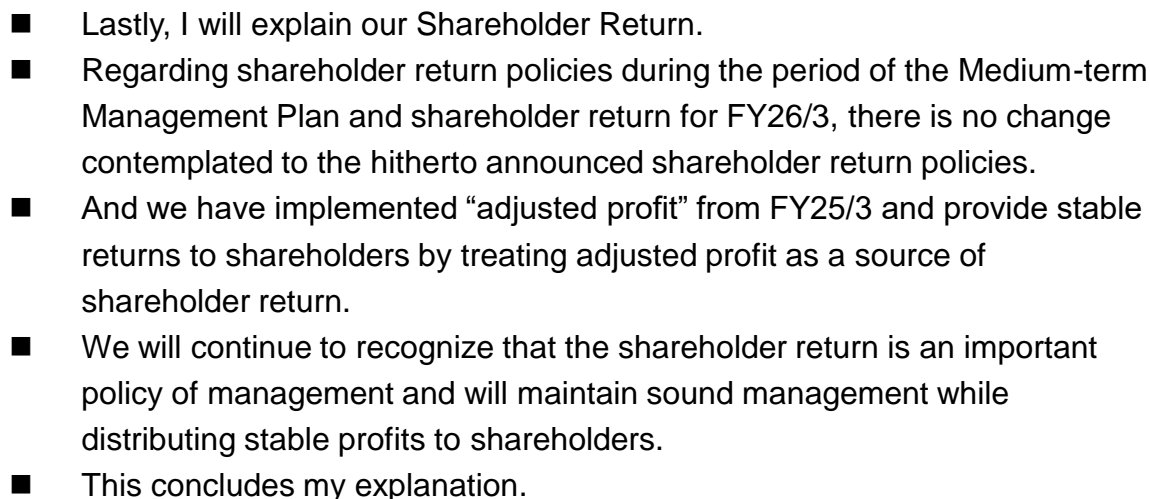 ■ Lastly, I will explain our Shareholder Return.
■ Regarding shareholder return policies during the period of the Medium-term
Management Plan and shareholder return for FY26/3, there is no change
contemplated to the hitherto announced shareholder return policies.
■ And we have implemented “adjusted profit” from FY25/3 and provide stable
returns to shareholders by treating adjusted profit as a source of
shareholder return.
■ We will continue to recognize that the shareholder return is an important
policy of management and will maintain sound management while
distributing stable profits to shareholders.
■ This concludes my explanation.